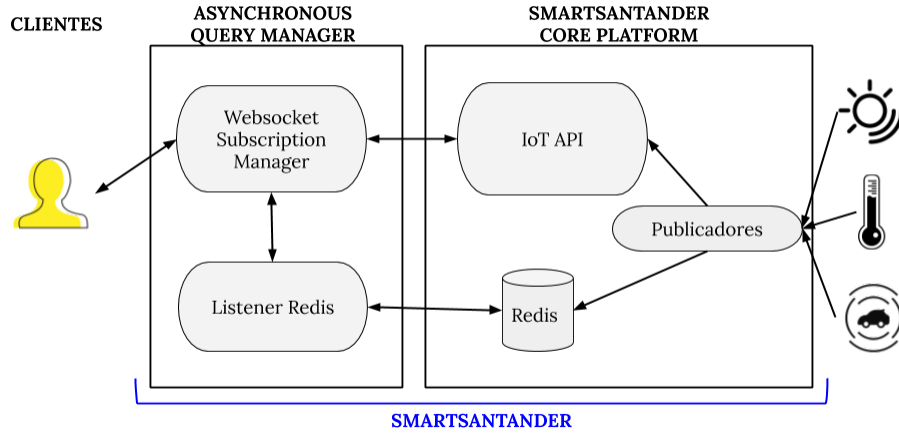 CLIENTES
ASYNCHRONOUS
QUERY MANAGER
SMARTSANTANDER
CORE PLATFORM
Websocket
Subscription
Manager
IoT API
Publicadores
Listener Redis
Redis
SMARTSANTANDER